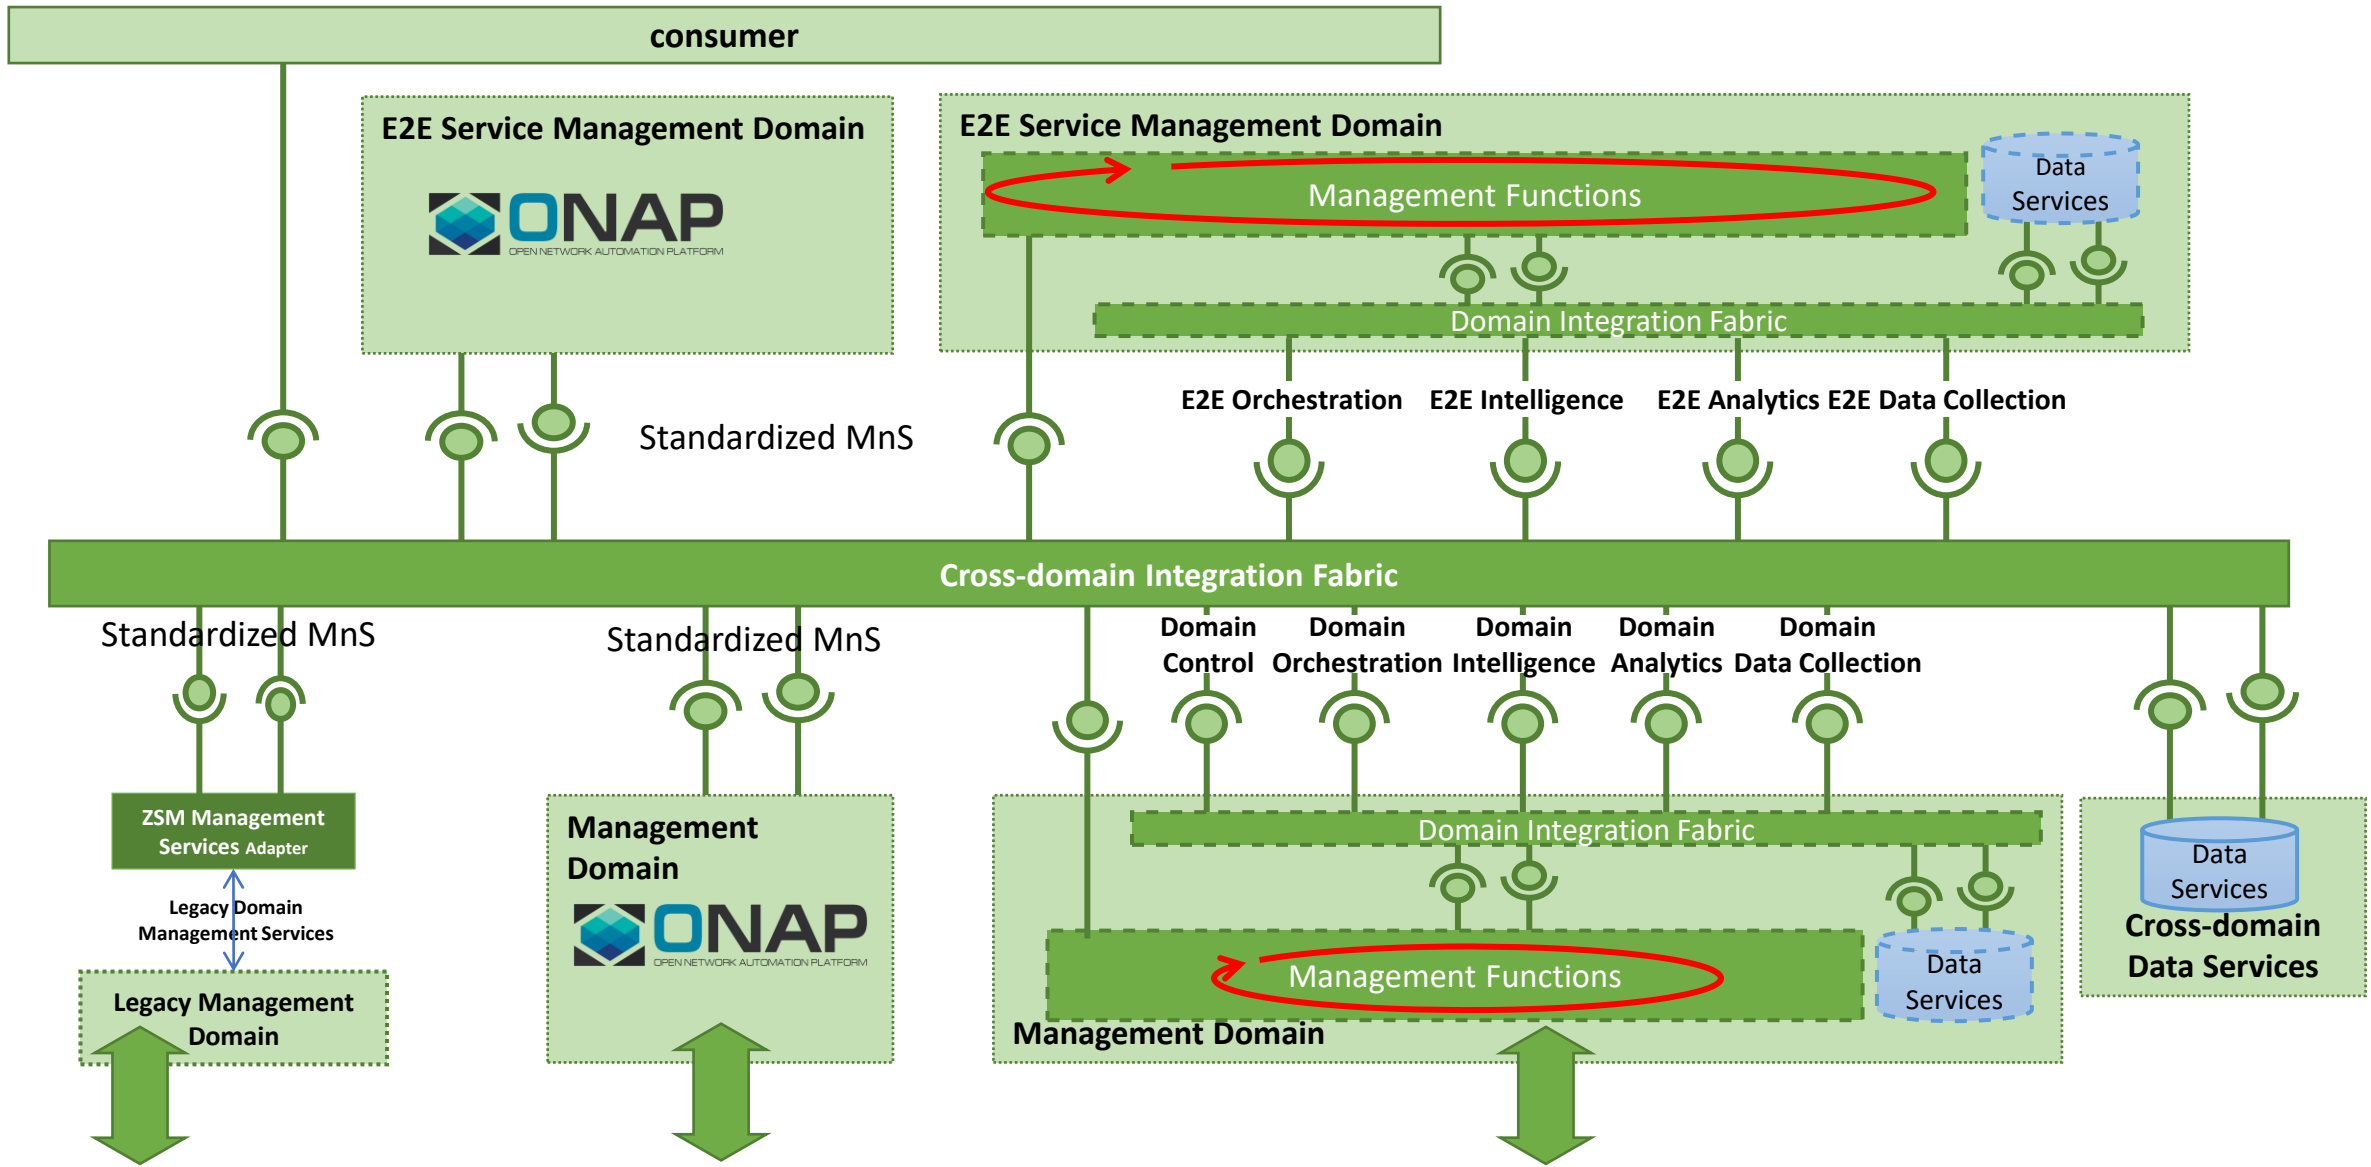 consumer
E2E Service Management Domain
ONAP
OPEN NETWORK AUTOMATION PLATFORM
E2E Service Management Domain
Management Functions
Data
Services
Domain Integration Fabric
E2E Orchestration
E2E Intelligence
E2E Analytics
E2E Data Collection
Standardized MnS
Cross-domain Integration Fabric
Standardized MnS
Standardized MnS
Domain
Control
Domain
Orchestration
Domain
Intelligence
Domain
Analytics
Domain
Data Collection
ZSM Management
Services Adapter
Legacy Domain
Management Services
Legacy Management
Domain
Management
Domain
ONAP
OPEN NETWORK AUTOMATION PLATFORM
Domain Integration Fabric
Management Functions
Data
Services
Management Domain
Data
Services
Cross-domain
Data Services